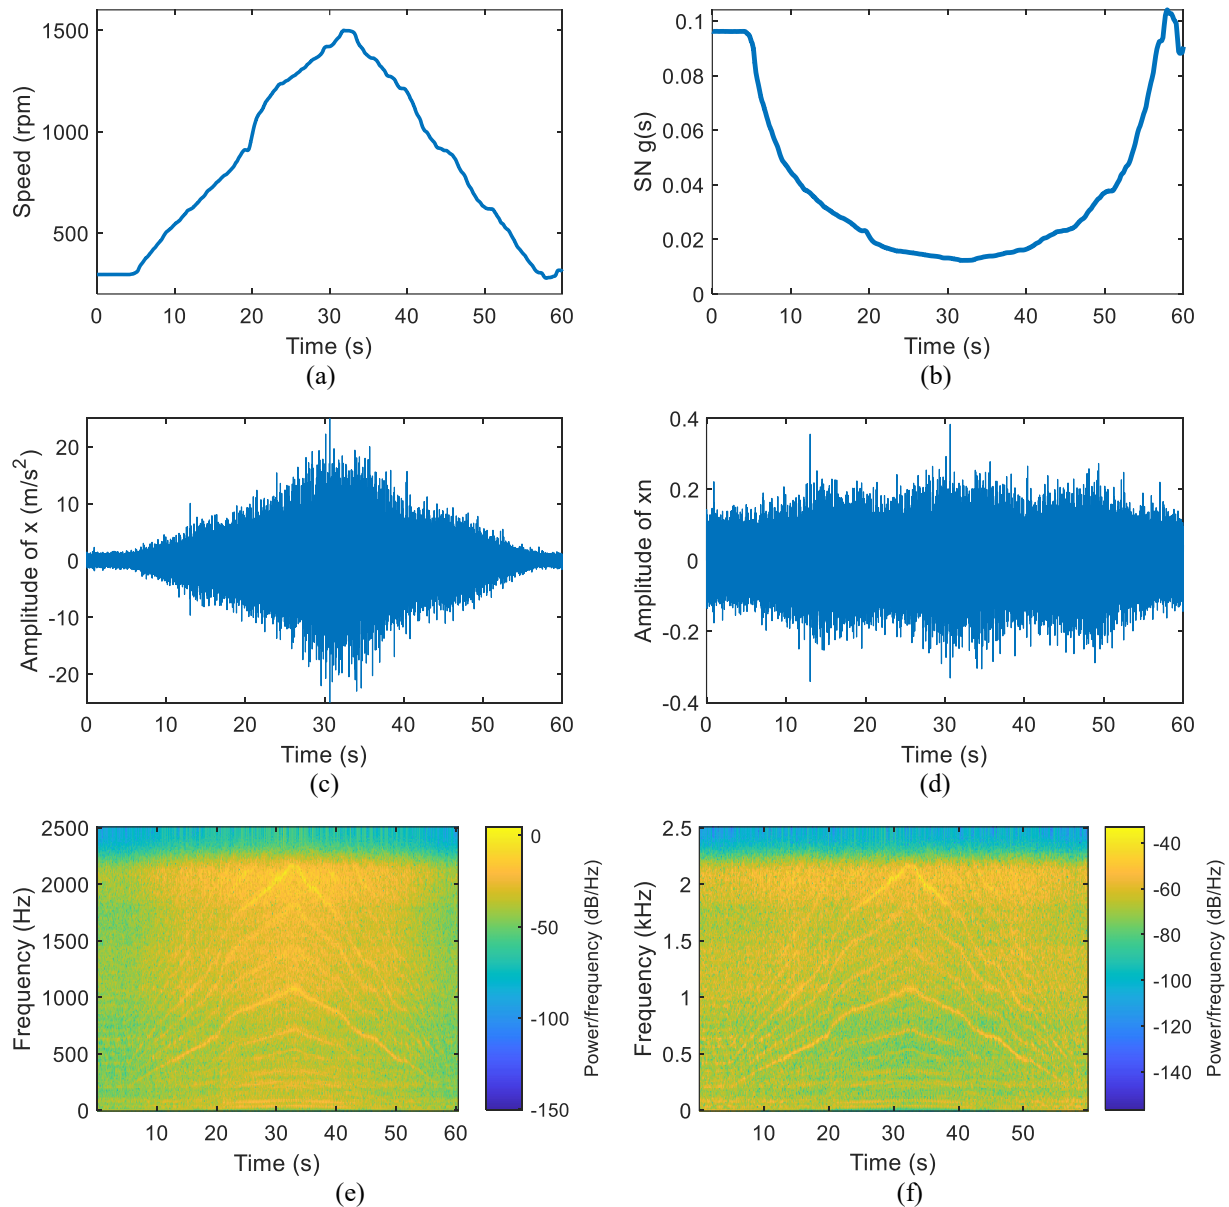 1500
1000
500
Speed (rpm)
0 10 20 30 40 50 60
Time (s)
(a)
0.1
0.08
0.06
0.04
0.02
0
SN g(s)
0 10 20 30 40 50 60
Time (s)
(b)
20
10
0
-10
-20
Amplitude of x (m/s²)
0 10 20 30 40 50 60
Time (s)
(c)
0.4
0.2
0
-0.2
-0.4
Amplitude of xn
0 10 20 30 40 50 60
Time (s)
(d)
2500
2000
1500
1000
500
0
Frequency (Hz)
10 20 30 40 50 60
Time (s)
0
-50
-100
-150
Power/frequency (dB/Hz)
(e)
2.5
2
1.5
1
0.5
0
Frequency (kHz)
10 20 30 40 50
Time (s)
-40
-60
-80
-100
-120
-140
Power/frequency (dB/Hz)
(f)